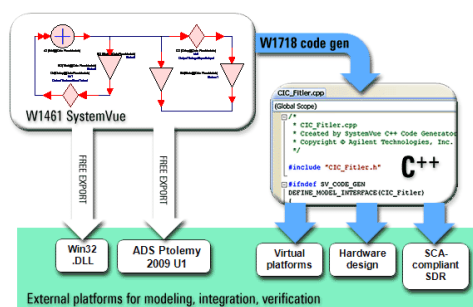 W1718 code gen
W1461 SystemVue
CIC_Fitler.cpp
(Global Scope)
/*
* CIC_Fitler.cpp
* Created by SystemVue C++ Code Generator
* Copyright © Agilent Technologies, Inc.
*/
#include "CIC_Fitler.h"
C++
#ifndef SV_CODE_GEN
DEFINE_MODEL_INTERFACE(CIC_Fitler)
{
FREE EXPORT
FREE EXPORT
Win32
.DLL
ADS Ptolemy
2009 U1
Virtual
platforms
Hardware
design
SCA-
compliant
SDR
External platforms for modeling, integration, verification